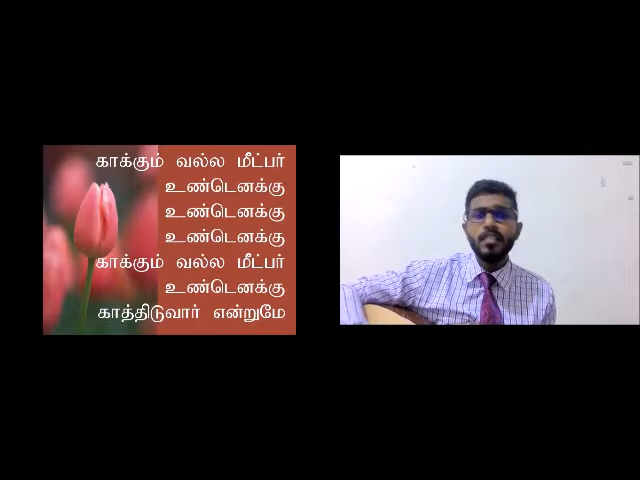 காக்கும் வல்ல மீட்பர்
உண்டெனக்கு
உண்டெனக்கு
உண்டெனக்கு
காக்கும் வல்ல மீட்பர்
உண்டெனக்கு
காத்திடுவார் என்றுமே